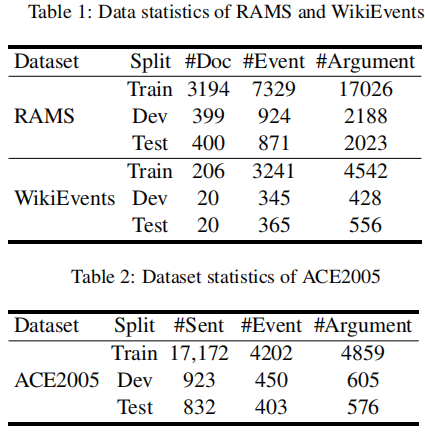 Table 1: Data statistics of RAMS and WikiEvents
Dataset Split #Doc #Event #Argument
Train 3194 7329 17026
RAMS Dev 399 924 2188
Test 400 871 2023
Train 206 3241 4542
WikiEvents Dev 20 345 428
Test 20 365 556
Table 2: Dataset statistics of ACE2005
Dataset Split #Sent #Event #Argument
Train 17,172 4202 4859
ACE2005 Dev 923 450 605
Test 832 403 576